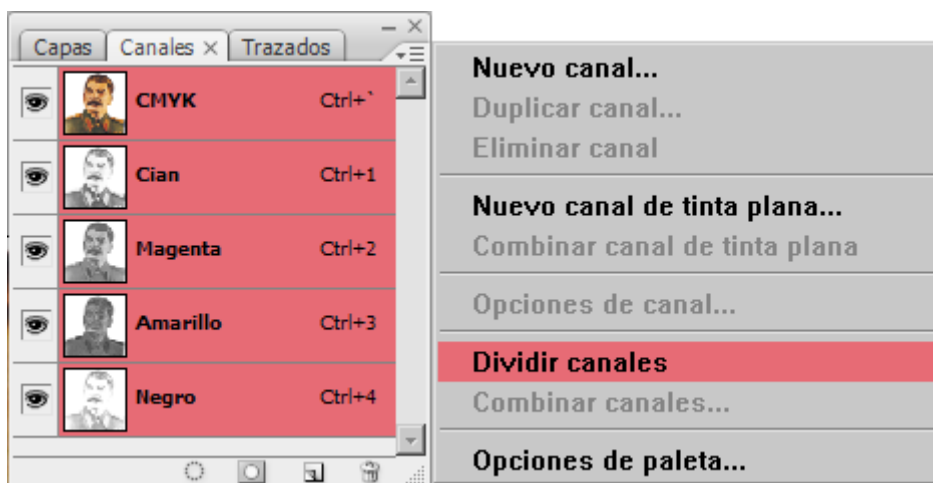 Capas Canales × Trazados
CMYK Ctrl+`
Cian Ctrl+1
Magenta Ctrl+2
Amarillo Ctrl+3
Negro Ctrl+4
Nuevo canal...
Duplicar canal...
Eliminar canal
Nuevo canal de tinta plana...
Combinar canal de tinta plana
Opciones de canal...
Dividir canales
Combinar canales...
Opciones de paleta...